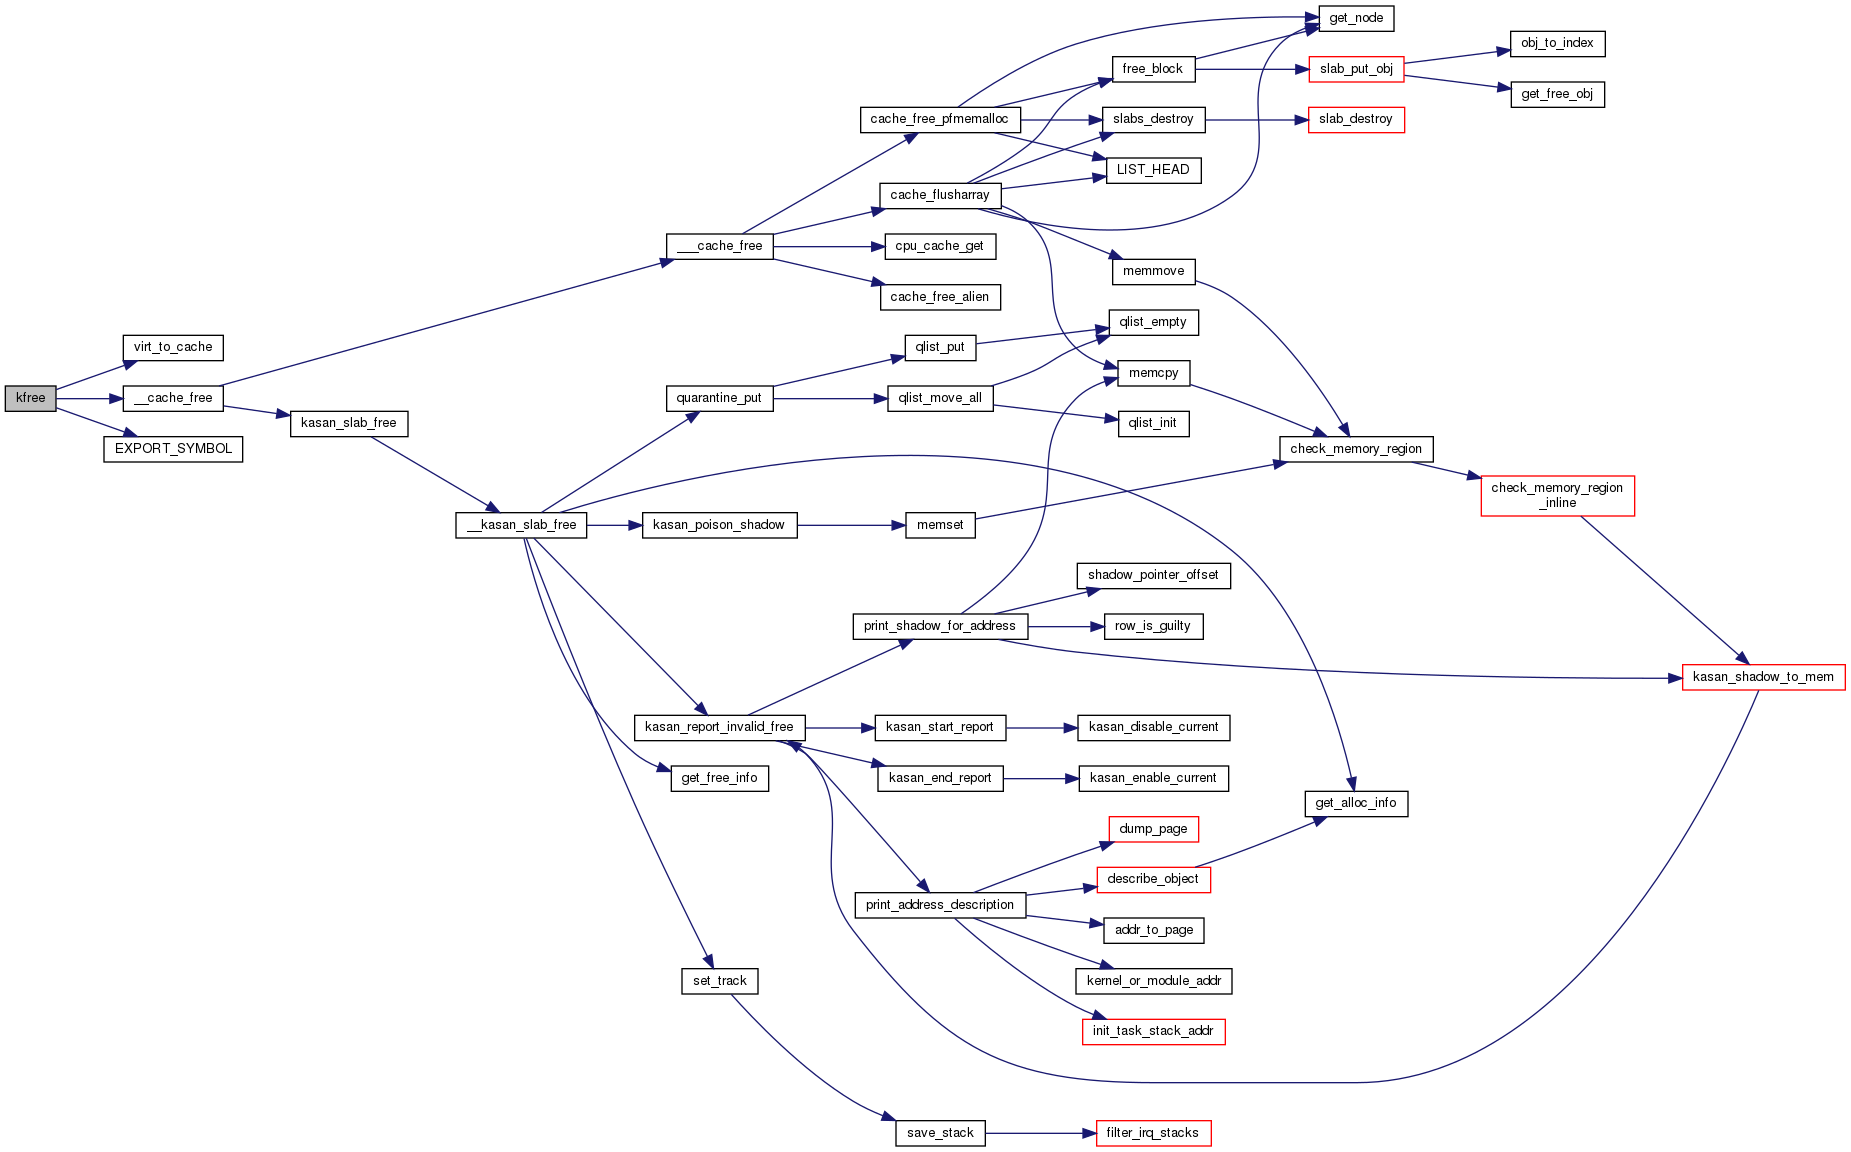 get_node
obj_to_index
free_block
slab_put_obj
get_free_obj
cache_free_pfmemalloc
slabs_destroy
slab_destroy
LIST_HEAD
cache_flusharray
___cache_free
cpu_cache_get
memmove
cache_free_alien
qlist_empty
virt_to_cache
qlist_put
memcpy
kfree
__cache_free
quarantine_put
qlist_move_all
kasan_slab_free
qlist_init
EXPORT_SYMBOL
check_memory_region
check_memory_region
_inline
__kasan_slab_free
kasan_poison_shadow
memset
shadow_pointer_offset
print_shadow_for_address
row_is_guilty
kasan_shadow_to_mem
kasan_report_invalid_free
kasan_start_report
kasan_disable_current
get_free_info
kasan_end_report
kasan_enable_current
get_alloc_info
dump_page
describe_object
print_address_description
addr_to_page
set_track
kernel_or_module_addr
init_task_stack_addr
save_stack
filter_irq_stacks